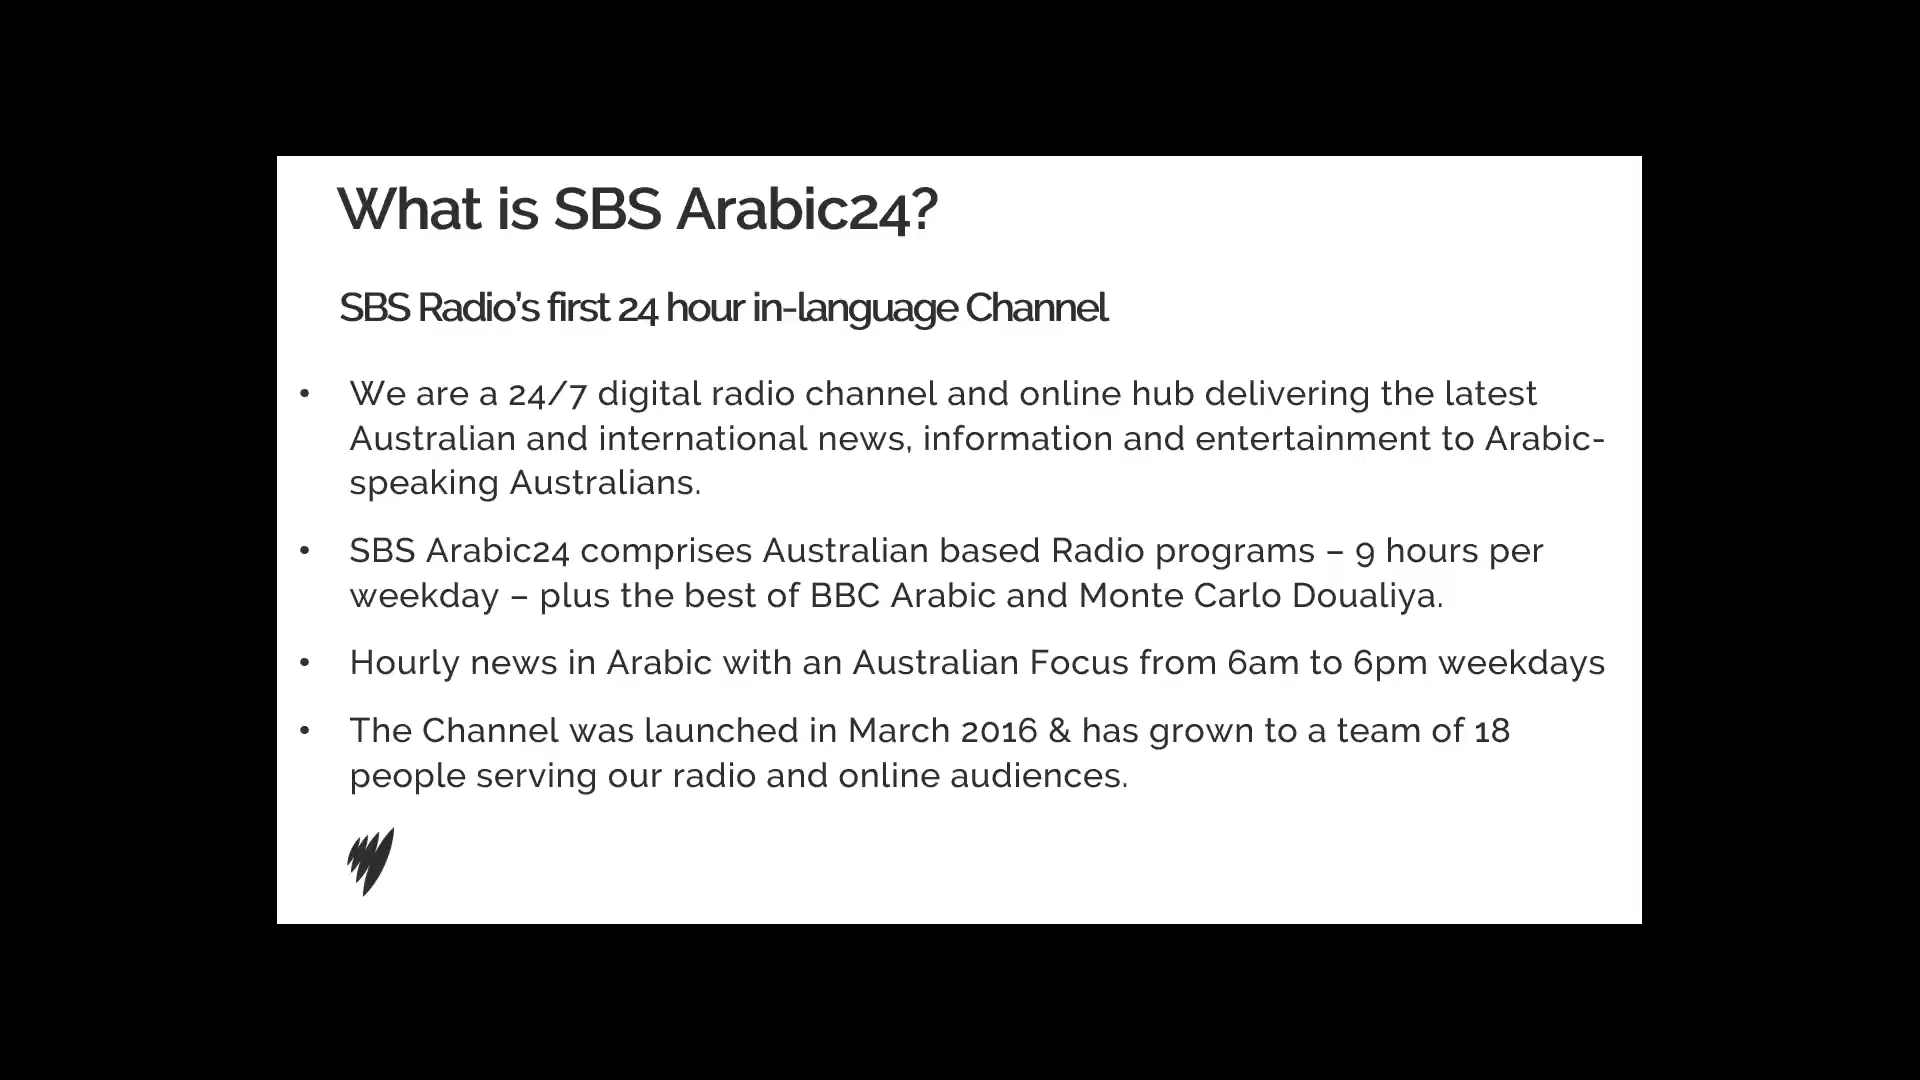 What is SBS Arabic24?
SBS Radio’s first 24 hour in-language Channel
• We are a 24/7 digital radio channel and online hub delivering the latest
Australian and international news, information and entertainment to Arabic-
speaking Australians.
• SBS Arabic24 comprises Australian based Radio programs – 9 hours per
weekday – plus the best of BBC Arabic and Monte Carlo Doualiya.
• Hourly news in Arabic with an Australian Focus from 6am to 6pm weekdays
• The Channel was launched in March 2016 & has grown to a team of 18
people serving our radio and online audiences.